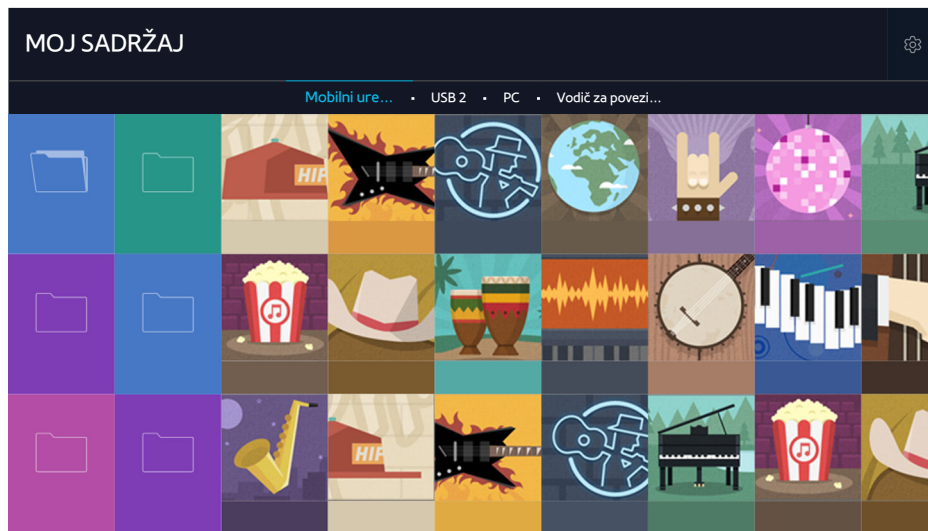 MOJ SADRŽAJ
Mobilni ure... • USB 2 • PC • Vodič za povezi...
HIP
HIP